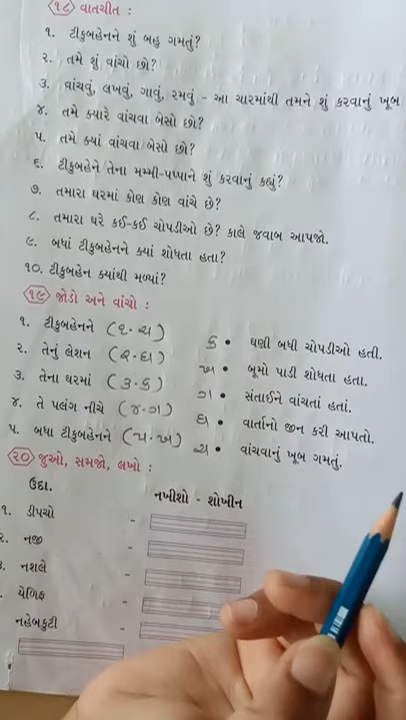 ૧૮ વાતચીત :
૧. ટીકુબહેનને શું બહુ ગમતું?
૨. તમે શું વાંચો છો?
૩. વાંચવું, લખવું, ગાવું, રમવું - આ ચારમાંથી તમને શું કરવાનું ખૂબ
૪. તમે ક્યારે વાંચવા બેસો છો?
૫. તમે ક્યાં વાંચવા બેસો છો?
૬. ટીકુબહેને તેના મમ્મી-પપ્પાને શું કરવાનું કહ્યું?
૭. તમારા ઘરમાં કોણ કોણ વાંચે છે?
૮. તમારા ઘરે કઈ-કઈ ચોપડીઓ છે? કાલે જવાબ આપજો.
૯. બધાં ટીકુબહેનને ક્યાં શોધતા હતા?
૧૦. ટીકુબહેન ક્યાંથી મળ્યાં?
૧૯ જોડો અને વાંચો :
૧. ટીકુબહેનને (૧-ચ) ક • ઘણી બધી ચોપડીઓ હતી.
૨. તેનું લેશન (૨-ઘ) ખ • બૂમો પાડી શોધતા હતા.
૩. તેના ઘરમાં (૩-ક) ગ • સંતાઈને વાંચતાં હતાં.
૪. તે પલંગ નીચે (૪-ગ) ઘ • વાર્તાનો જીન કરી આપતો.
૫. બધા ટીકુબહેનને (૫-ખ) ચ • વાંચવાનું ખૂબ ગમતું.
૨૦ જુઓ, સમજો, લખો :
ઉદા. નખીશો - શોખીન
૧. ડીપચો -
૨. નજી -
૩. નશલે -
યેળિફ -
નહેબકુટી -